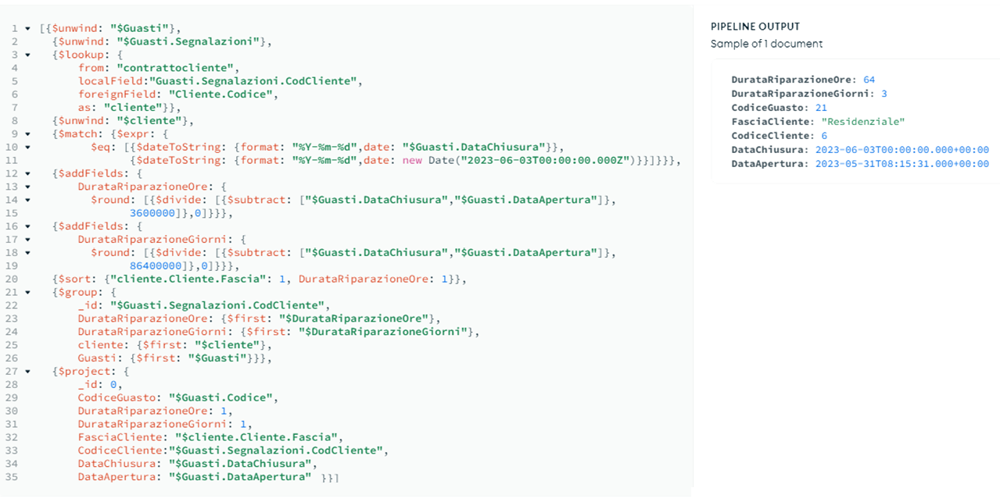 1 [{$unwind: "$Guasti"},
2 {$unwind: "$Guasti.Segnalazioni"},
3 {$lookup: {
4 from: "contrattocliente",
5 localField:"Guasti.Segnalazioni.CodCliente",
6 foreignField: "Cliente.Codice",
7 as: "cliente"}},
8 {$unwind: "$cliente"},
9 {$match: {$expr: {
10 $eq: [{$dateToString: {format: "%Y-%m-%d",date: "$Guasti.DataChiusura"}},
11 {$dateToString: {format: "%Y-%m-%d",date: new Date("2023-06-03T00:00:00.000Z")}}]}}},
12 {$addFields: {
13 DurataRiparazioneOre: {
14 $round: [{$divide: [{$subtract: ["$Guasti.DataChiusura","$Guasti.DataApertura"]},
15 3600000]},0]}}},
16 {$addFields: {
17 DurataRiparazioneGiorni: {
18 $round: [{$divide: [{$subtract: ["$Guasti.DataChiusura","$Guasti.DataApertura"]},
19 86400000]},0]}}},
20 {$sort: {"cliente.Cliente.Fascia": 1, DurataRiparazioneOre: 1}},
21 {$group: {
22 _id: "$Guasti.Segnalazioni.CodCliente",
23 DurataRiparazioneOre: {$first: "$DurataRiparazioneOre"},
24 DurataRiparazioneGiorni: {$first: "$DurataRiparazioneGiorni"},
25 cliente: {$first: "$cliente"},
26 Guasti: {$first: "$Guasti"}}},
27 {$project: {
28 _id: 0,
29 CodiceGuasto: "$Guasti.Codice",
30 DurataRiparazioneOre: 1,
31 DurataRiparazioneGiorni: 1,
32 FasciaCliente: "$cliente.Cliente.Fascia",
33 CodiceCliente:"$Guasti.Segnalazioni.CodCliente",
34 DataChiusura: "$Guasti.DataChiusura",
35 DataApertura: "$Guasti.DataApertura" }}]
PIPELINE OUTPUT
Sample of 1 document
DurataRiparazioneOre: 64
DurataRiparazioneGiorni: 3
CodiceGuasto: 21
FasciaCliente: "Residenziale"
CodiceCliente: 6
DataChiusura: 2023-06-03T00:00:00.000+00:00
DataApertura: 2023-05-31T08:15:31.000+00:00